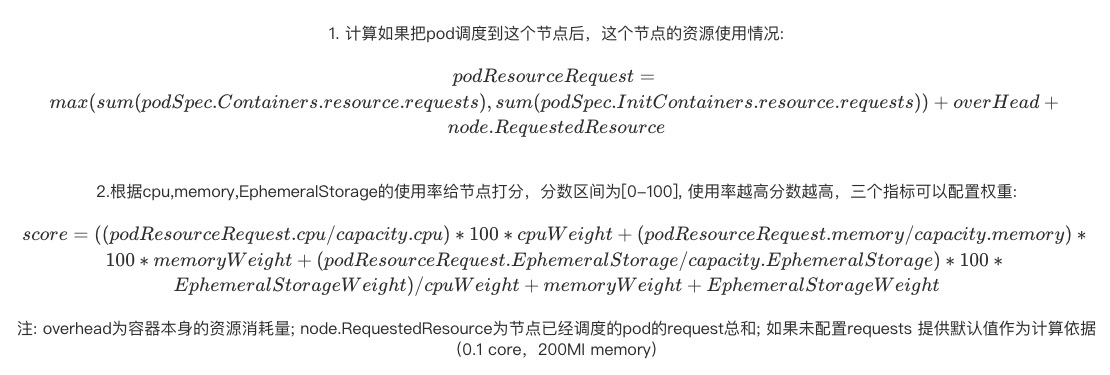 1. 计算如果把pod调度到这个节点后，这个节点的资源使用情况:
podResourceRequest =
max(sum(podSpec.Containers.resource.requests), sum(podSpec.InitContainers.resource.requests)) + overHead +
node.RequestedResource
2.根据cpu,memory,EphemeralStorage的使用率给节点打分，分数区间为[0-100], 使用率越高分数越高，三个指标可以配置权重:
score = ((podResourceRequest.cpu/capacity.cpu) * 100 * cpuWeight + (podResourceRequest.memory/capacity.memory) *
100 * memoryWeight + (podResourceRequest.EphemeralStorage/capacity.EphemeralStorage) * 100 *
EphemeralStorageWeight)/cpuWeight + memoryWeight + EphemeralStorageWeight
注: overhead为容器本身的资源消耗量; node.RequestedResource为节点已经调度的pod的request总和; 如果未配置requests 提供默认值作为计算依据
（0.1 core，200MI memory）